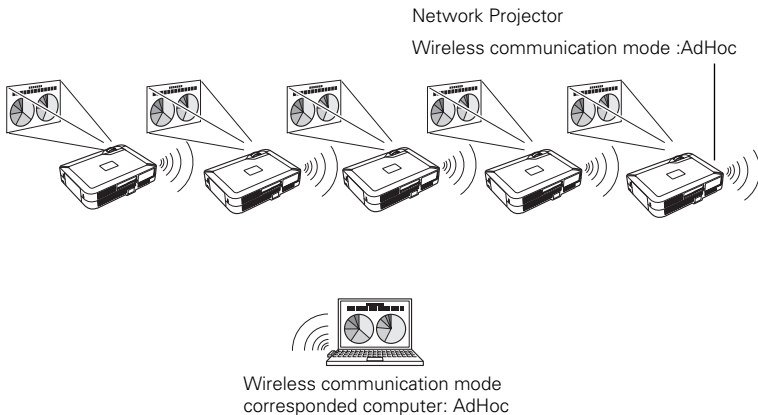 Network Projector
Wireless communication mode :AdHoc
Wireless communication mode
corresponded computer: AdHoc